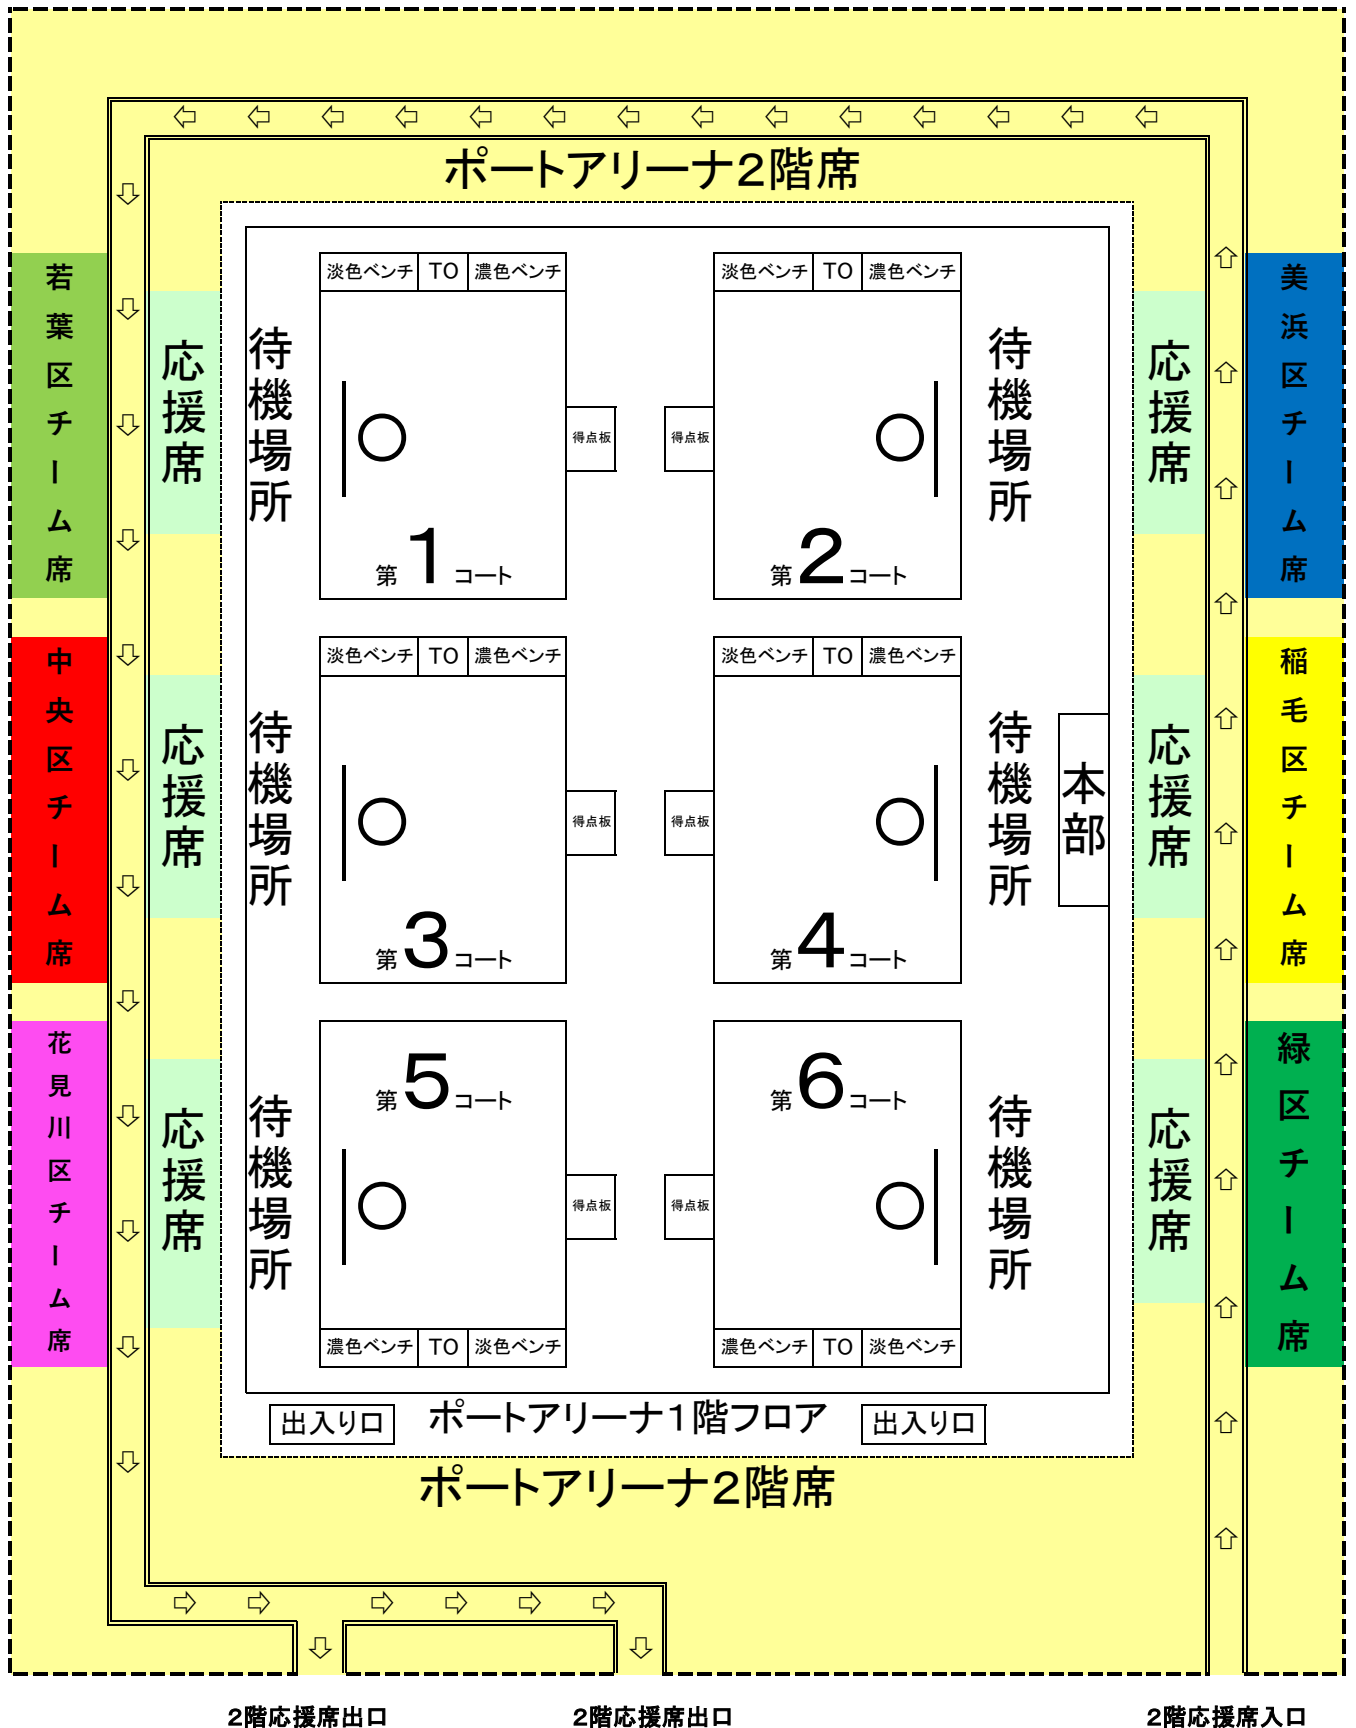 ポートアリーナ2階席
淡色ベンチ TO 濃色ベンチ
淡色ベンチ TO 濃色ベンチ
若葉区チーム席
応援席
待機場所
得点板
得点板
待機場所
応援席
美浜区チーム席
第1コート
第2コート
淡色ベンチ TO 濃色ベンチ
淡色ベンチ TO 濃色ベンチ
中央区チーム席
応援席
待機場所
得点板
得点板
待機場所
本部
応援席
稲毛区チーム席
第3コート
第4コート
花見川区チーム席
応援席
待機場所
第5コート
第6コート
得点板
得点板
待機場所
応援席
緑区チーム席
濃色ベンチ TO 淡色ベンチ
濃色ベンチ TO 淡色ベンチ
出入り口
ポートアリーナ1階フロア
出入り口
ポートアリーナ2階席
2階応援席出口
2階応援席出口
2階応援席入口